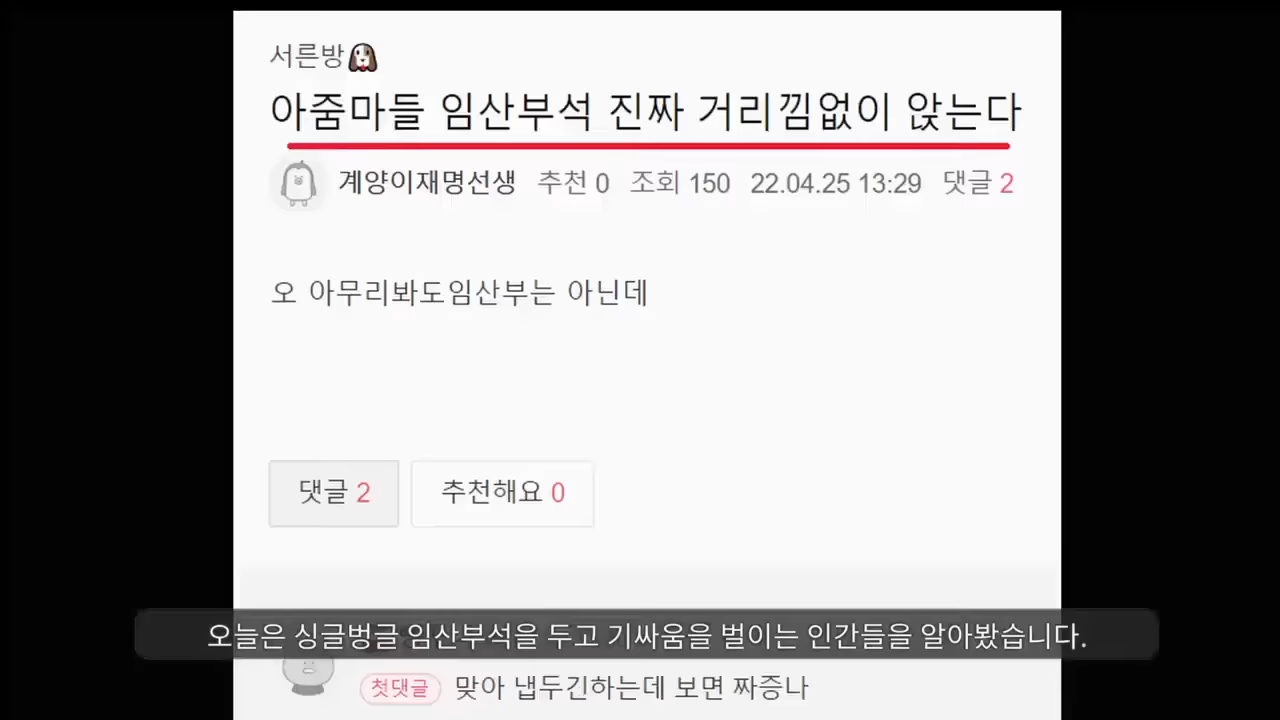 서른방
아줌마들 임산부석 진짜 거리낌없이 앉는다
계양이재명선생 추천 0 조회 150 22.04.25 13:29 댓글 2
오 아무리봐도임산부는 아닌데
댓글 2 추천해요 0
오늘은 싱글벙글 임산부석을 두고 기싸움을 벌이는 인간들을 알아봤습니다.
첫댓글 맞아 냅두긴하는데 보면 짜증나